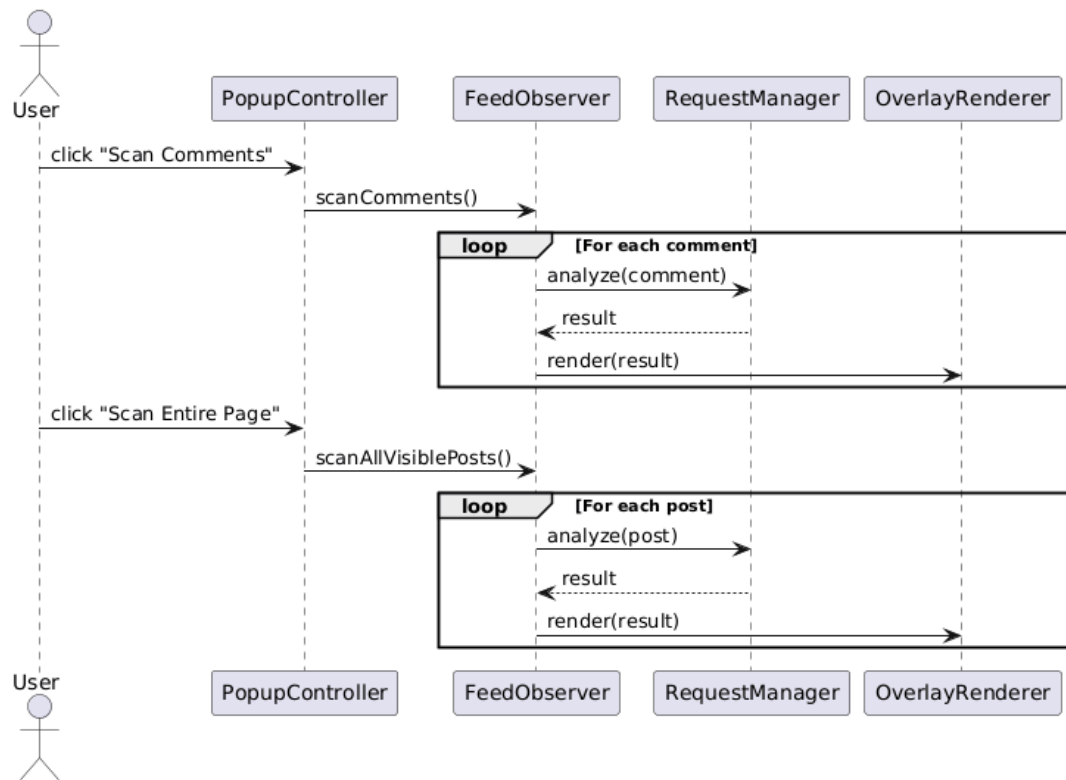 User
PopupController
FeedObserver
RequestManager
OverlayRenderer
click "Scan Comments"
scanComments()
loop
[For each comment]
analyze(comment)
result
render(result)
click "Scan Entire Page"
scanAllVisiblePosts()
loop
[For each post]
analyze(post)
result
render(result)
User
PopupController
FeedObserver
RequestManager
OverlayRenderer